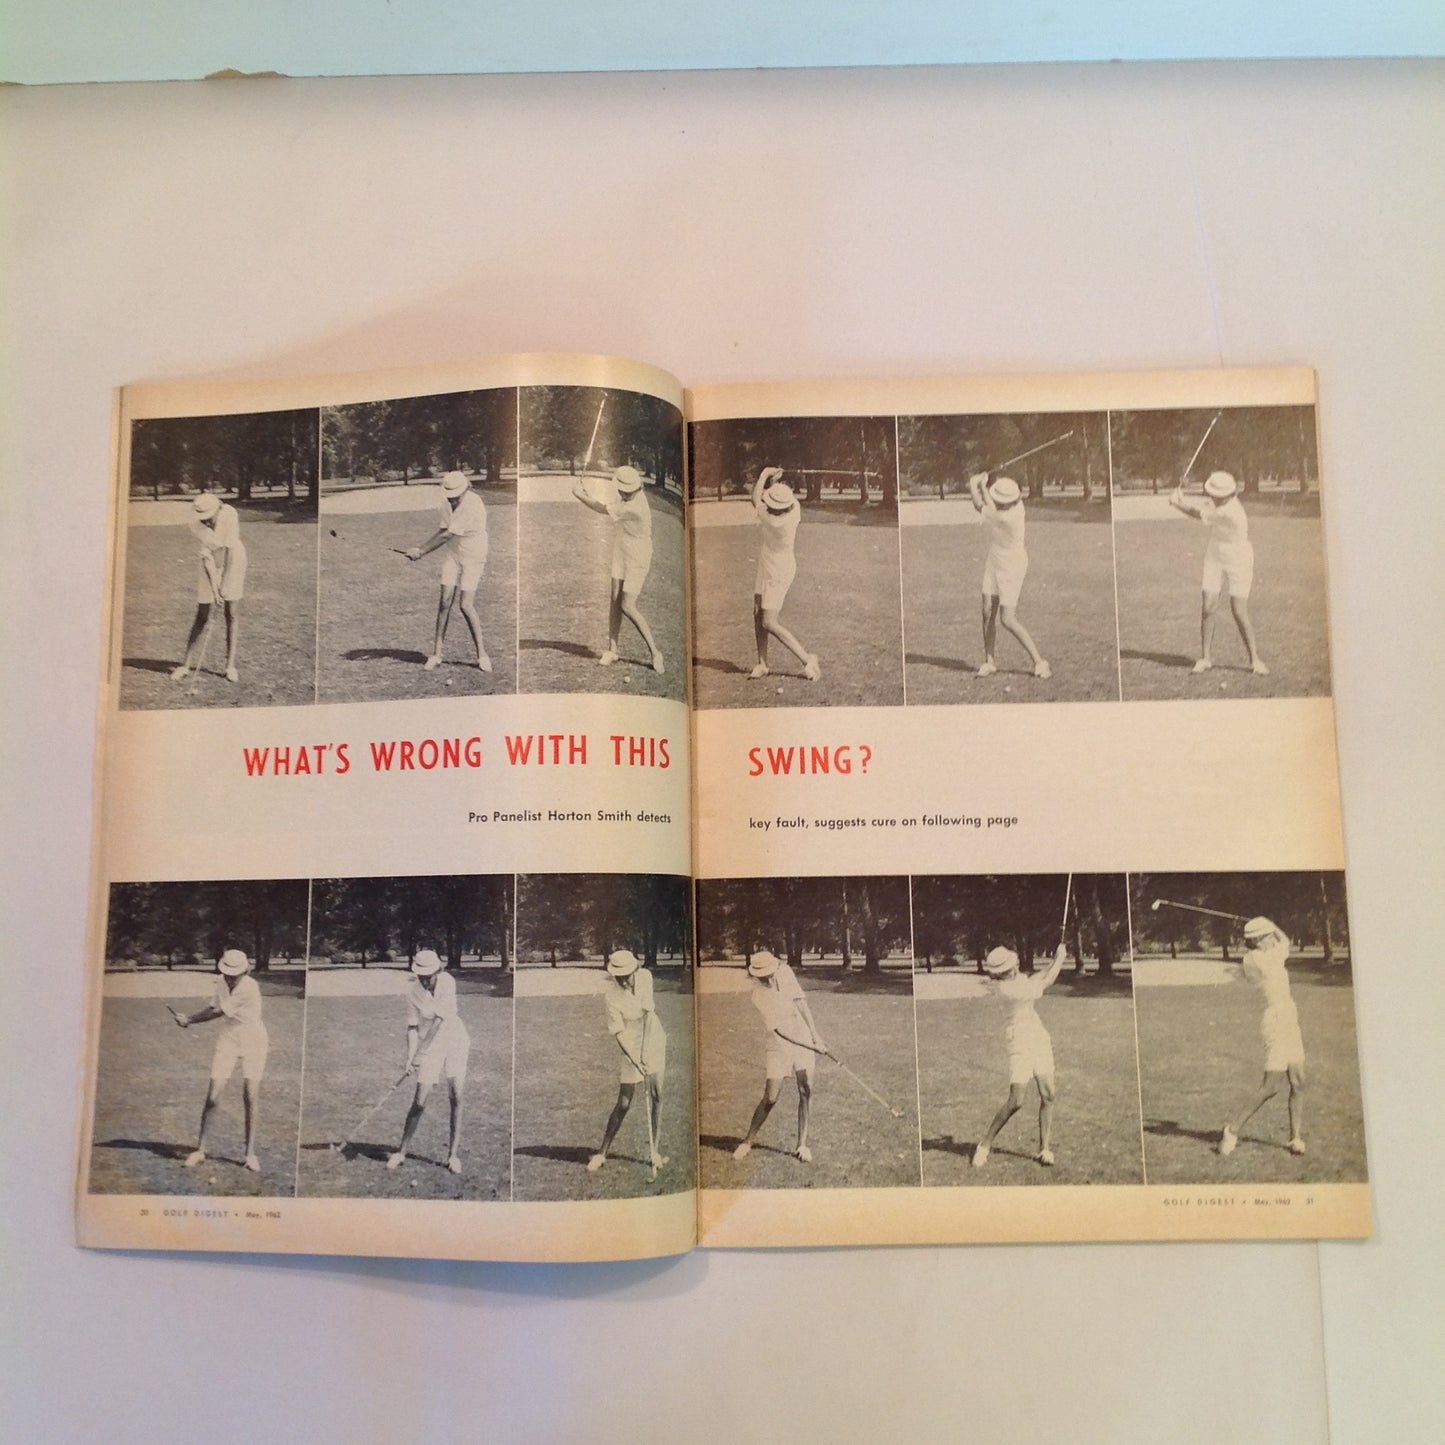 WHAT'S WRONG WITH THIS SWING?
Pro Panelist Horton Smith detects key fault, suggests cure on following page
30 GOLF DIGEST • May, 1962
GOLF DIGEST • May, 1962 31